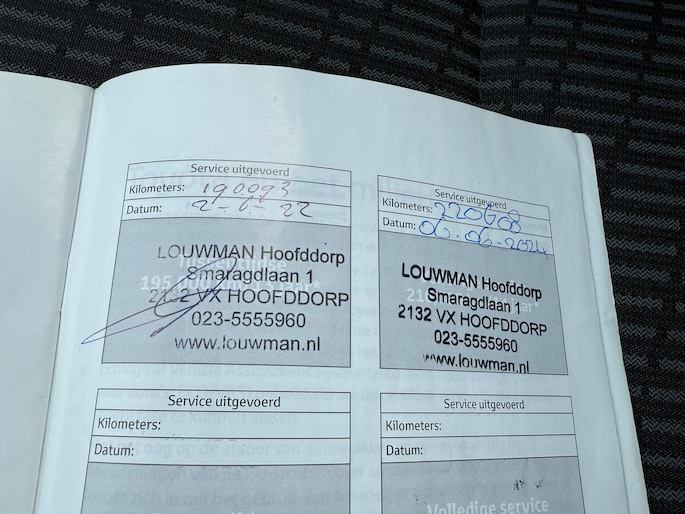 Service uitgevoerd
Kilometers: 190.093
Datum: 2-6-22
LOUWMAN Hoofddorp
Smaragdlaan 1
2132 VX HOOFDDORP
023-5555960
www.louwman.nl
Service uitgevoerd
Kilometers: 220608
Datum: 06-06-2024
LOUWMAN Hoofddorp
Smaragdlaan 1
2132 VX HOOFDDORP
023-5555960
www.louwman.nl
Service uitgevoerd
Kilometers:
Datum:
Service uitgevoerd
Kilometers:
Datum:
Volledige service